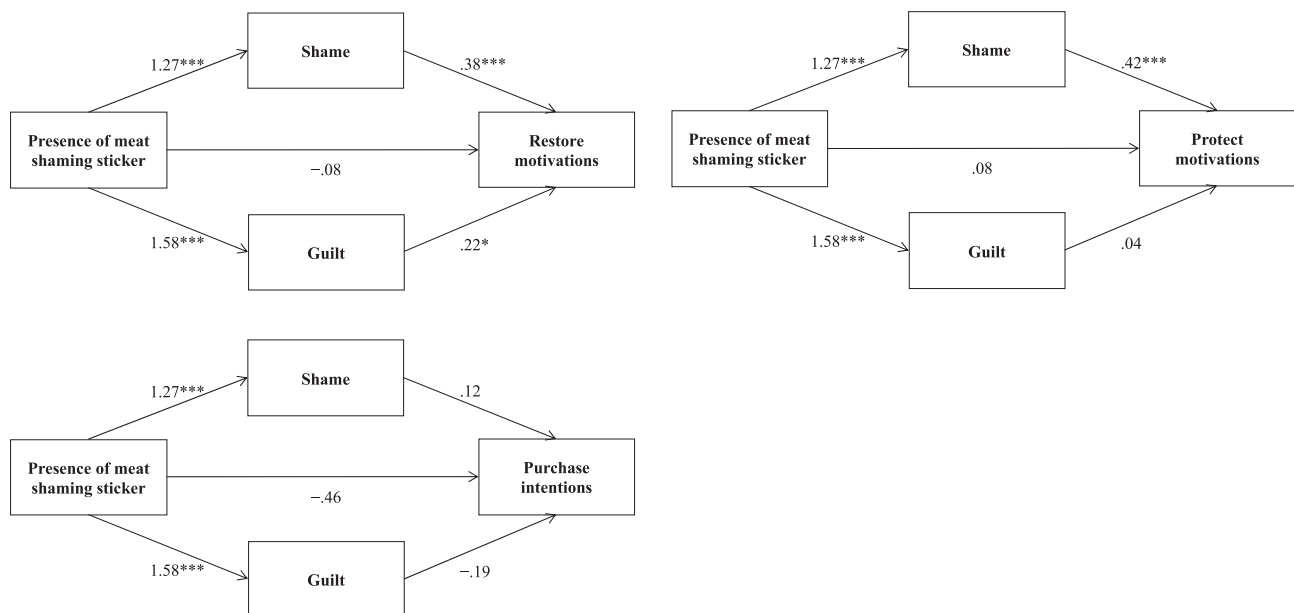 Shame
1.27***
.38***
Presence of meat
shaming sticker
Restore
motivations
−.08
1.58***
.22*
Guilt
Shame
1.27***
.42***
Presence of meat
shaming sticker
Protect
motivations
.08
1.58***
.04
Guilt
Shame
1.27***
.12
Presence of meat
shaming sticker
Purchase
intentions
−.46
1.58***
−.19
Guilt